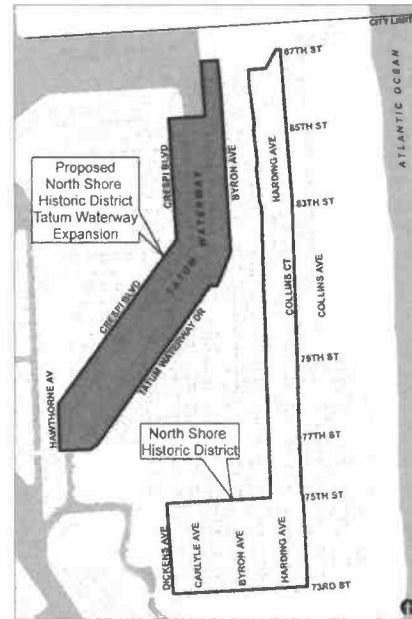 CITY LIMIT
87TH ST
ATLANTIC OCEAN
85TH ST
CRESPI BLVD
BYRON AVE
HARDING AVE
Proposed
North Shore
Historic District
Tatum Waterway
Expansion
83TH ST
TATUM WATERWAY
COLLINS CT
COLLINS AVE
CRESPI BLVD
TATUM WATERWAY DR
79TH ST
HAWTHORNE AV
North Shore
Historic District
77TH ST
75TH ST
DICKENS AVE
CARLYLE AVE
BYRON AVE
HARDING AVE
73RD ST